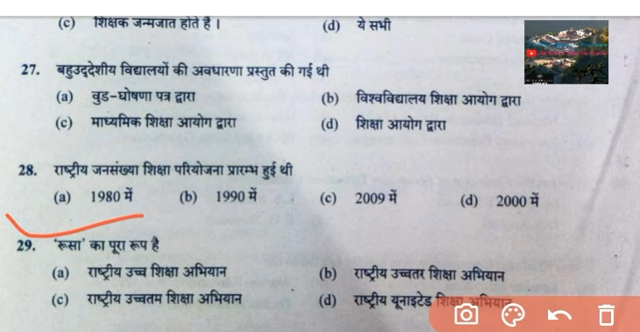 (c) शिक्षक जन्मजात होते है । (d) ये सभी
27. बहुउद्देशीय विद्यालयों की अवधारणा प्रस्तुत की गई थी
(a) वुड-घोषणा पत्र द्वारा (b) विश्वविद्यालय शिक्षा आयोग द्वारा
(c) माध्यमिक शिक्षा आयोग द्वारा (d) शिक्षा आयोग द्वारा
28. राष्ट्रीय जनसंख्या शिक्षा परियोजना प्रारम्भ हुई थी
(a) 1980 में (b) 1990 में (c) 2009 में (d) 2000 में
29. 'रूसा' का पूरा रूप है
(a) राष्ट्रीय उच्च शिक्षा अभियान (b) राष्ट्रीय उच्चतर शिक्षा अभियान
(c) राष्ट्रीय उच्चतम शिक्षा अभियान (d) राष्ट्रीय यूनाइटेड शिक्षा अभियान